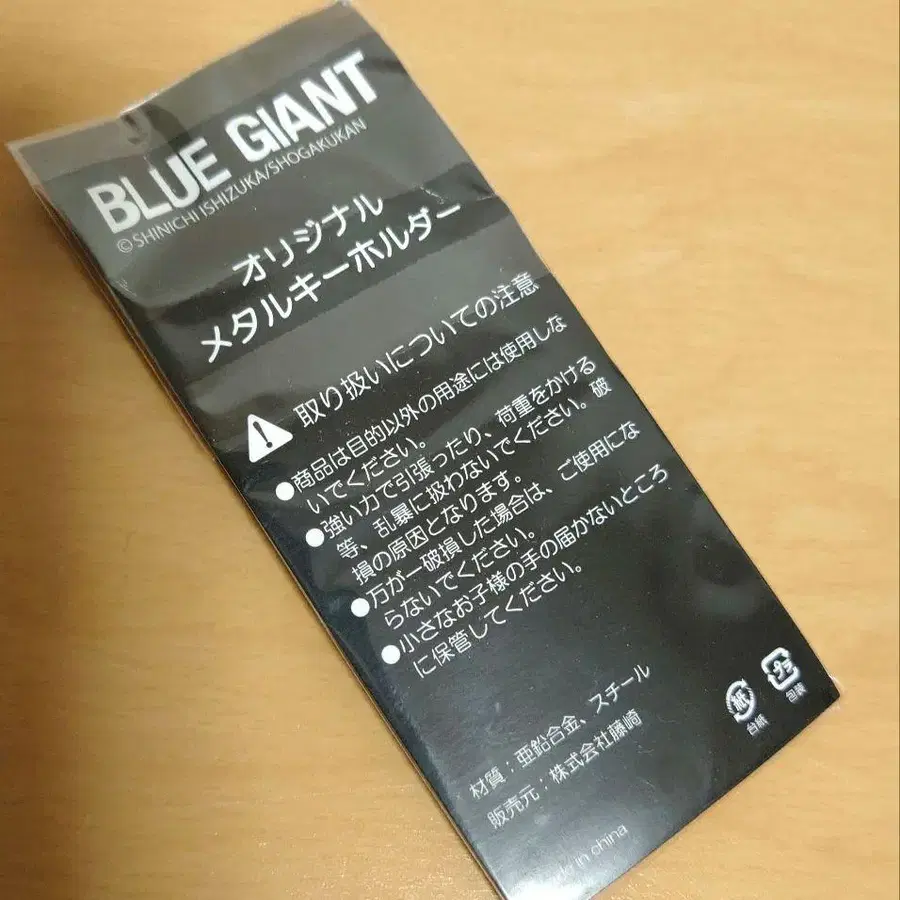 BLUE GIANT
©SHINICHI ISHIZUKA/SHOGAKUKAN
オリジナル
メタルキーホルダー
取り扱いについての注意
●商品は目的以外の用途には使用しな
いでください。
●強い力で引張ったり、荷重をかける
等、乱暴に扱わないでください。破
損の原因となります。
●万が一破損した場合は、ご使用にな
らないでください。
●小さなお子様の手の届かないところ
に保管してください。
材質：亜鉛合金、スチール
販売元：株式会社藤崎
紙
台紙
プラ
包装
in china